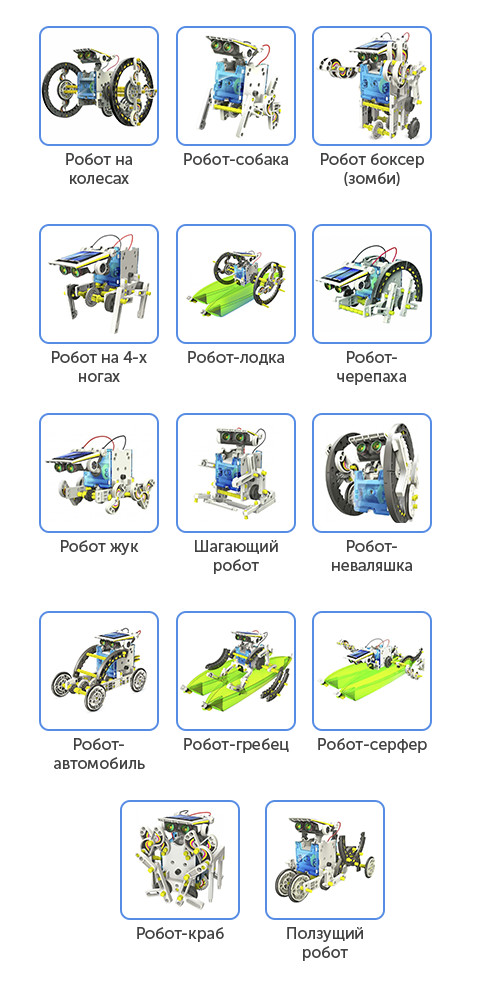 Робот на
колесах
Робот-собака
Робот боксер
(зомби)
Робот на 4-х
ногах
Робот-лодка
Робот-
черепаха
Робот жук
Шагающий
робот
Робот-
неваляшка
Робот-
автомобиль
Робот-гребец
Робот-серфер
Робот-краб
Ползущий
робот